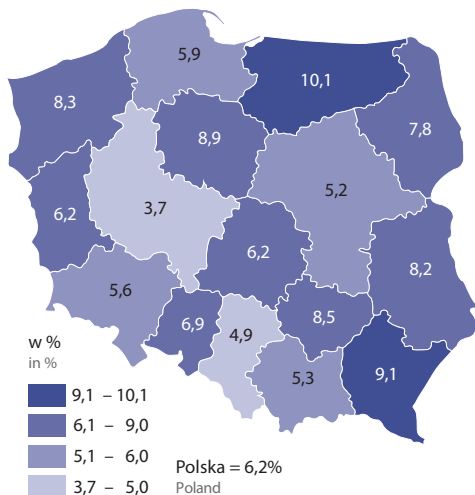 5,9
10,1
8,3
7,8
8,9
5,2
3,7
6,2
6,2
8,2
5,6
6,9
4,9
8,5
5,3
9,1
w %
in %
9,1 – 10,1
6,1 – 9,0
5,1 – 6,0
3,7 – 5,0
Polska = 6,2%
Poland